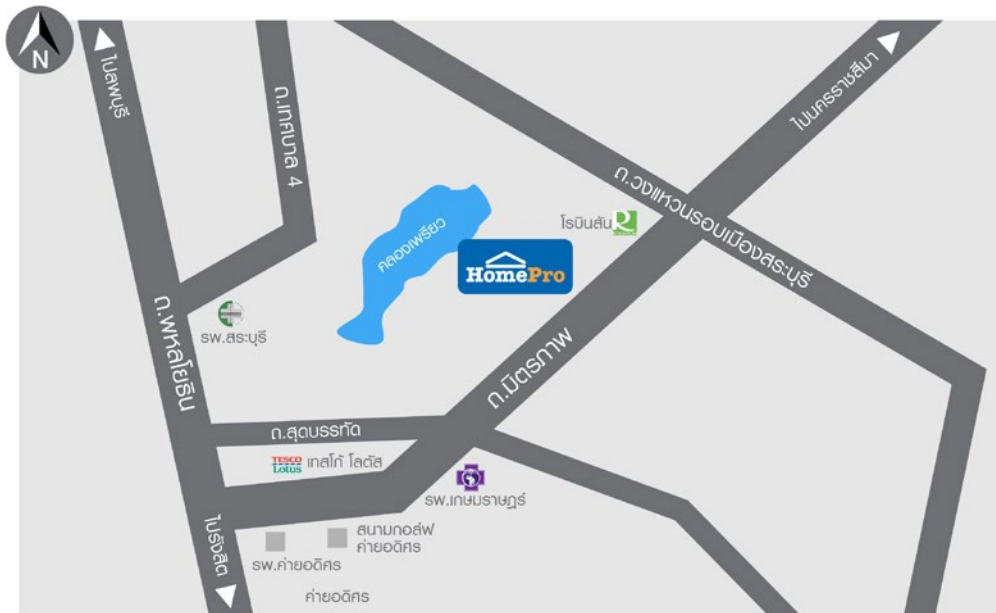 N
ไปลพบุรี
ถ.เทศบาล 4
ไปนครราชสีมา
ถ.วงแหวนรอบเมืองสระบุรี
โรบินสัน
R
คลองเพรียว
HomePro
ถ.พหลโยธิน
รพ.สระบุรี
ถ.มิตรภาพ
ถ.สุดบรรทัด
TESCO
Lotus
เทสโก้ โลตัส
รพ.เกษมราษฎร์
สนามกอล์ฟ
ค่ายอดิศร
รพ.ค่ายอดิศร
ไปรังสิต
ค่ายอดิศร